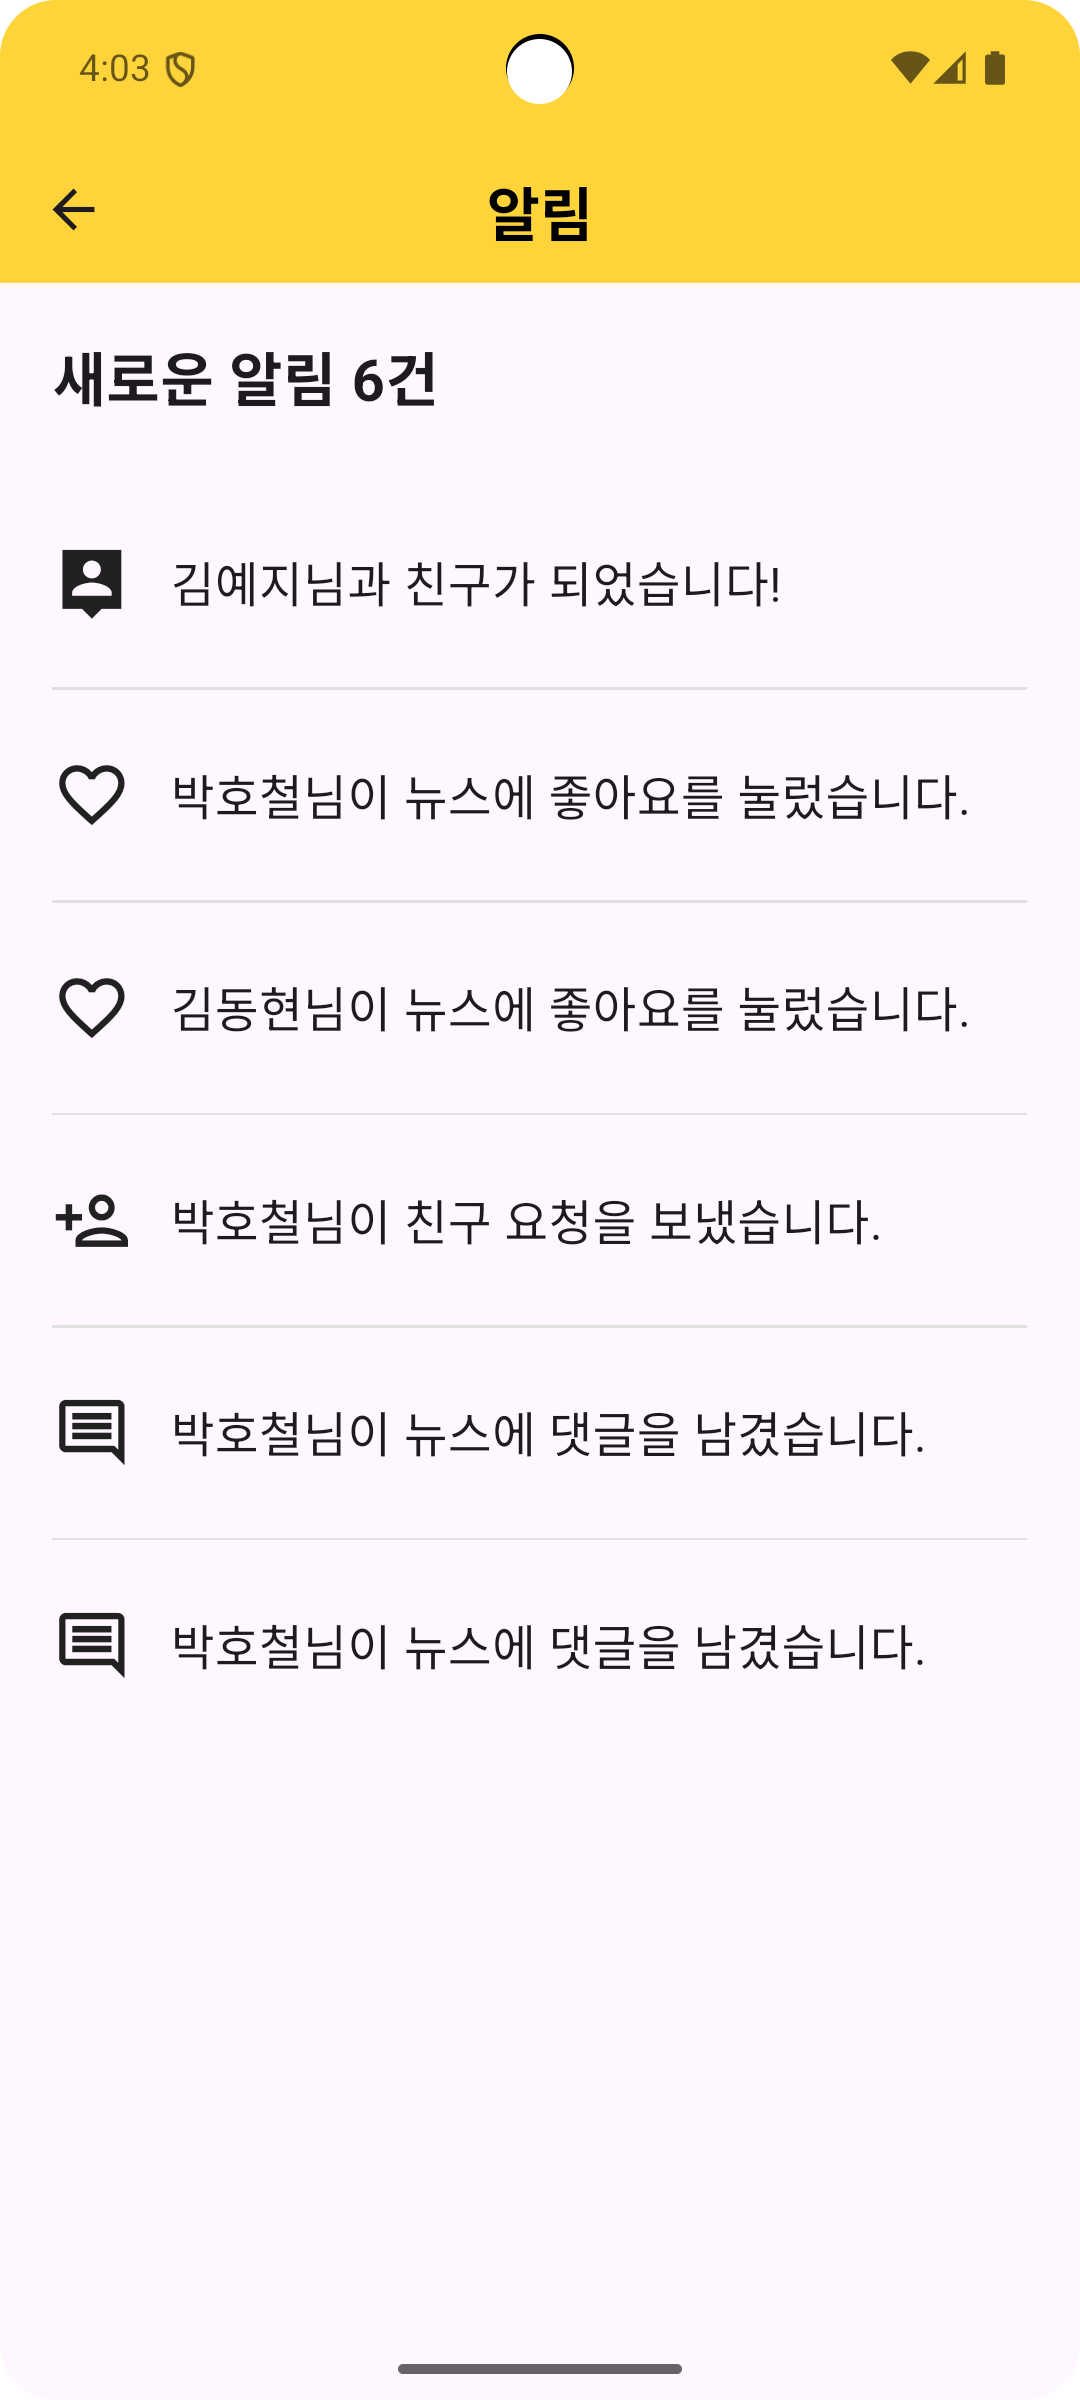 4:03
알림
새로운 알림 6건
김예지님과 친구가 되었습니다!
박호철님이 뉴스에 좋아요를 눌렀습니다.
김동현님이 뉴스에 좋아요를 눌렀습니다.
박호철님이 친구 요청을 보냈습니다.
박호철님이 뉴스에 댓글을 남겼습니다.
박호철님이 뉴스에 댓글을 남겼습니다.